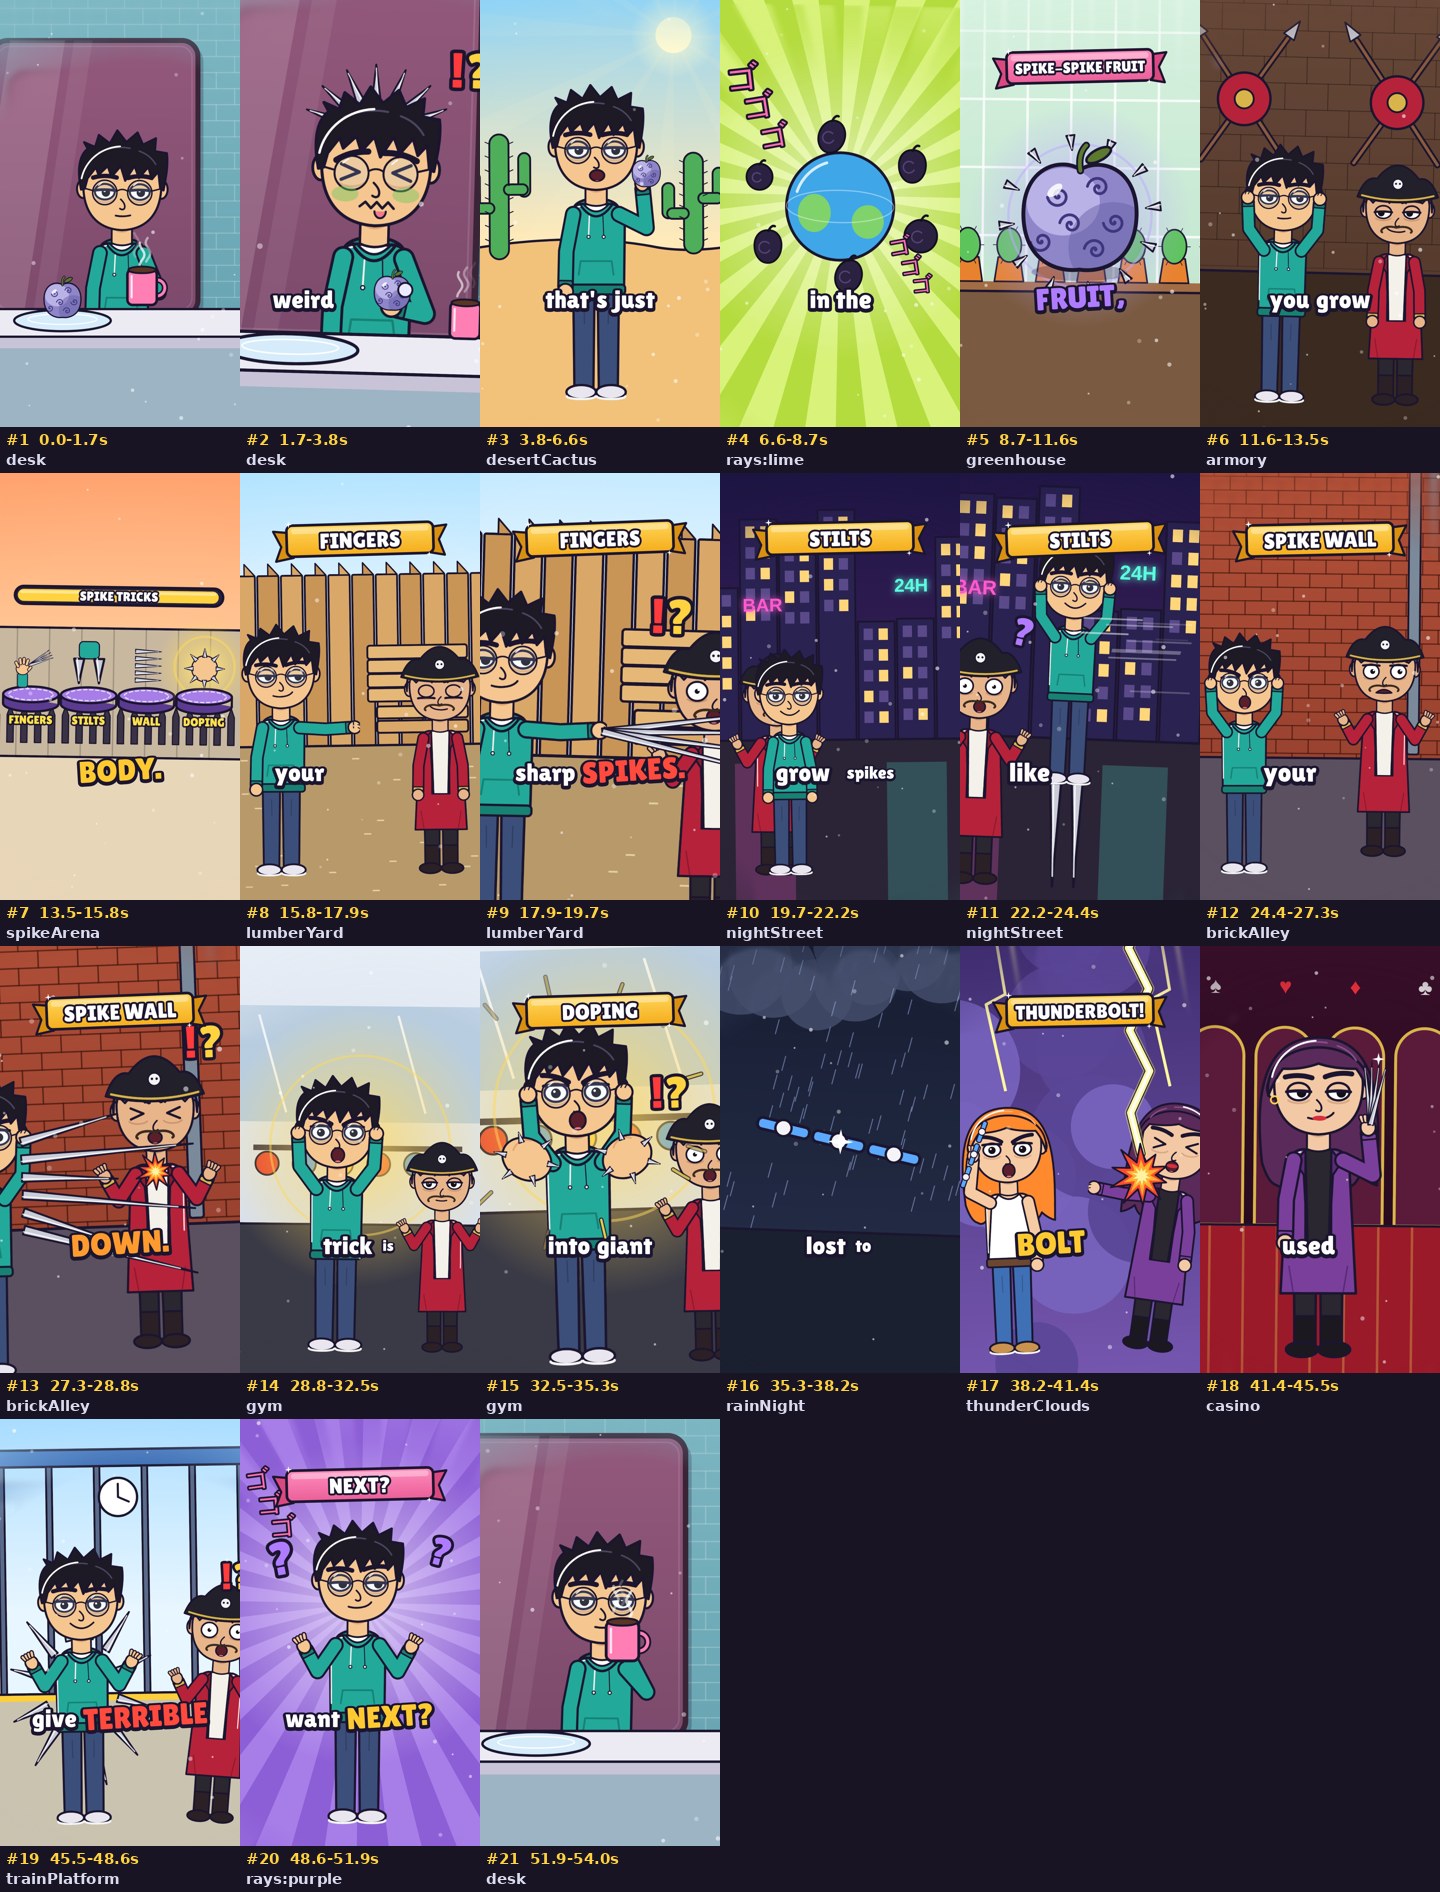 !?
weird
that's just
ゴゴゴ
in the
ゴゴゴ
SPIKE-SPIKE FRUIT
FRUIT,
you grow
#1 0.0-1.7s
desk
#2 1.7-3.8s
desk
#3 3.8-6.6s
desertCactus
#4 6.6-8.7s
rays:lime
#5 8.7-11.6s
greenhouse
#6 11.6-13.5s
armory
SPIKE TRICKS
FINGERS
STILTS
WALL
DOPING
BODY.
FINGERS
your
FINGERS
!?
sharp SPIKES.
STILTS
BAR
24H
grow spikes
STILTS
BAR
24H
?
like
SPIKE WALL
your
#7 13.5-15.8s
spikeArena
#8 15.8-17.9s
lumberYard
#9 17.9-19.7s
lumberYard
#10 19.7-22.2s
nightStreet
#11 22.2-24.4s
nightStreet
#12 24.4-27.3s
brickAlley
SPIKE WALL
!?
DOWN.
trick is
DOPING
!?
into giant
lost to
THUNDERBOLT!
BOLT
used
#13 27.3-28.8s
brickAlley
#14 28.8-32.5s
gym
#15 32.5-35.3s
gym
#16 35.3-38.2s
rainNight
#17 38.2-41.4s
thunderClouds
#18 41.4-45.5s
casino
!?
give TERRIBLE
NEXT?
ゴゴゴ
?
?
want NEXT?
#19 45.5-48.6s
trainPlatform
#20 48.6-51.9s
rays:purple
#21 51.9-54.0s
desk